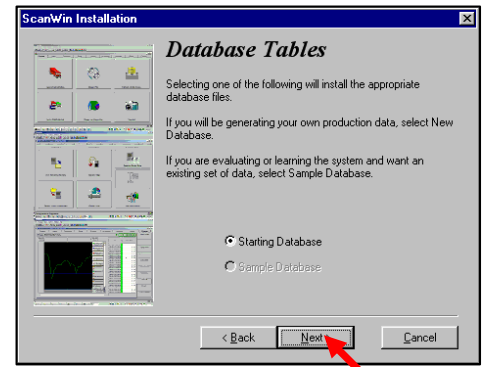 ScanWin Installation
Database Tables
Selecting one of the following will install the appropriate
database files.
If you will be generating your own production data, select New
Database.
If you are evaluating or learning the system and want an
existing set of data, select Sample Database.
Starting Database
Sample Database
< Back
Next
Cancel